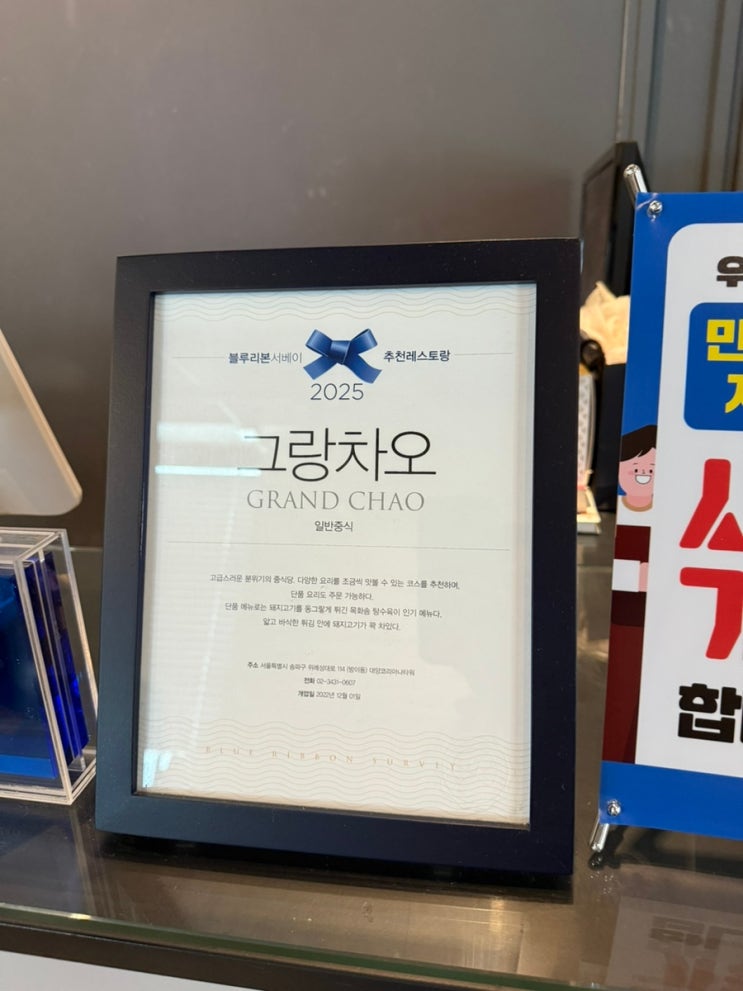 블루리본서베이 추천레스토랑
2025
그랑차오
GRAND CHAO
일반중식
고급스러운 분위기의 중식당. 다양한 요리를 조금씩 맛볼 수 있는 코스를 추천하며,
단품 요리도 주문 가능하다.
단품 메뉴로는 돼지고기를 동그랗게 튀긴 목화솜 탕수육이 인기 메뉴다.
얇고 바삭한 튀김 안에 돼지고기가 꽉 차있다.
주소 서울특별시 송파구 위례성대로 114 (방이동) 대양코리아나타워
전화 02-3431-0607
개업일 2022년 12월 01일
BLUE RIBBON SURVEY
합